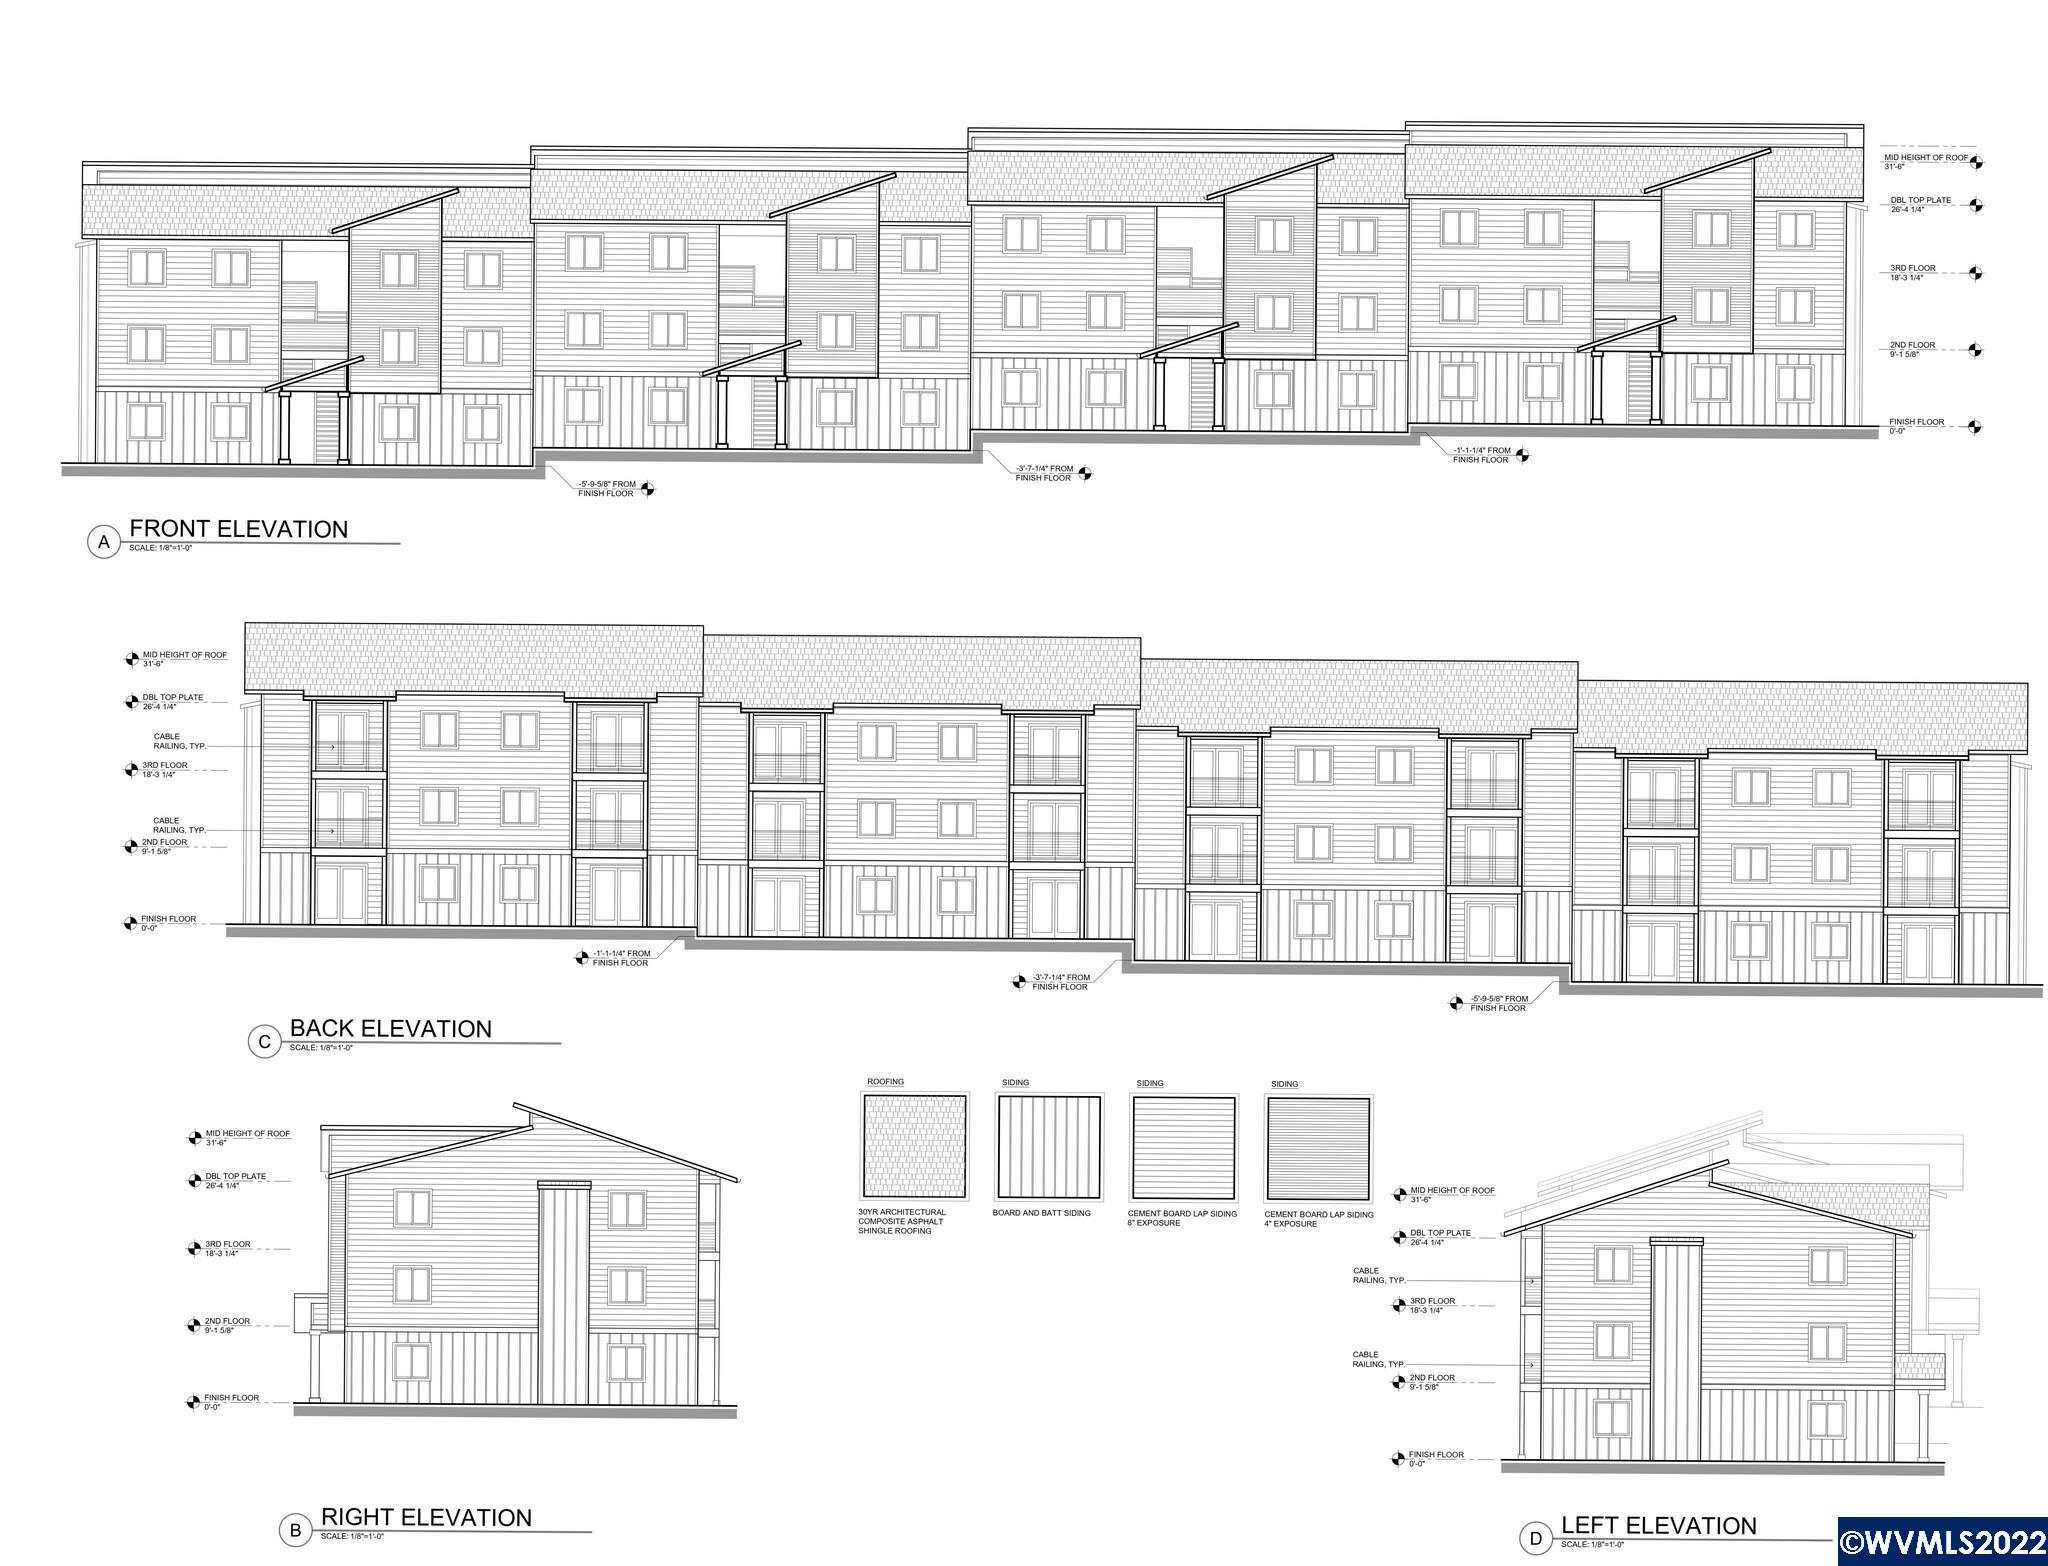 MID HEIGHT OF ROOF
31'-6"
DBL TOP PLATE
26'-4 1/4"
3RD FLOOR
18'-3 1/4"
2ND FLOOR
9'-1 5/8"
FINISH FLOOR
0'-0"
-1'-1-1/4" FROM
FINISH FLOOR
-3'-7-1/4" FROM
FINISH FLOOR
-5'-9-5/8" FROM
FINISH FLOOR
A
FRONT ELEVATION
SCALE: 1/8"=1'-0"
MID HEIGHT OF ROOF
31'-6"
DBL TOP PLATE
26'-4 1/4"
CABLE
RAILING, TYP.
3RD FLOOR
18'-3 1/4"
CABLE
RAILING, TYP.
2ND FLOOR
9'-1 5/8"
FINISH FLOOR
0'-0"
-1'-1-1/4" FROM
FINISH FLOOR
-3'-7-1/4" FROM
FINISH FLOOR
-5'-9-5/8" FROM
FINISH FLOOR
C
BACK ELEVATION
SCALE: 1/8"=1'-0"
MID HEIGHT OF ROOF
31'-6"
DBL TOP PLATE
26'-4 1/4"
3RD FLOOR
18'-3 1/4"
2ND FLOOR
9'-1 5/8"
FINISH FLOOR
0'-0"
B
RIGHT ELEVATION
SCALE: 1/8"=1'-0"
ROOFING
30YR ARCHITECTURAL
COMPOSITE ASPHALT
SHINGLE ROOFING
SIDING
BOARD AND BATT SIDING
SIDING
CEMENT BOARD LAP SIDING
8" EXPOSURE
SIDING
CEMENT BOARD LAP SIDING
4" EXPOSURE
MID HEIGHT OF ROOF
31'-6"
DBL TOP PLATE
26'-4 1/4"
CABLE
RAILING, TYP.
3RD FLOOR
18'-3 1/4"
CABLE
RAILING, TYP.
2ND FLOOR
9'-1 5/8"
FINISH FLOOR
0'-0"
D
LEFT ELEVATION
SCALE: 1/8"=1'-0"
©WVMLS2022